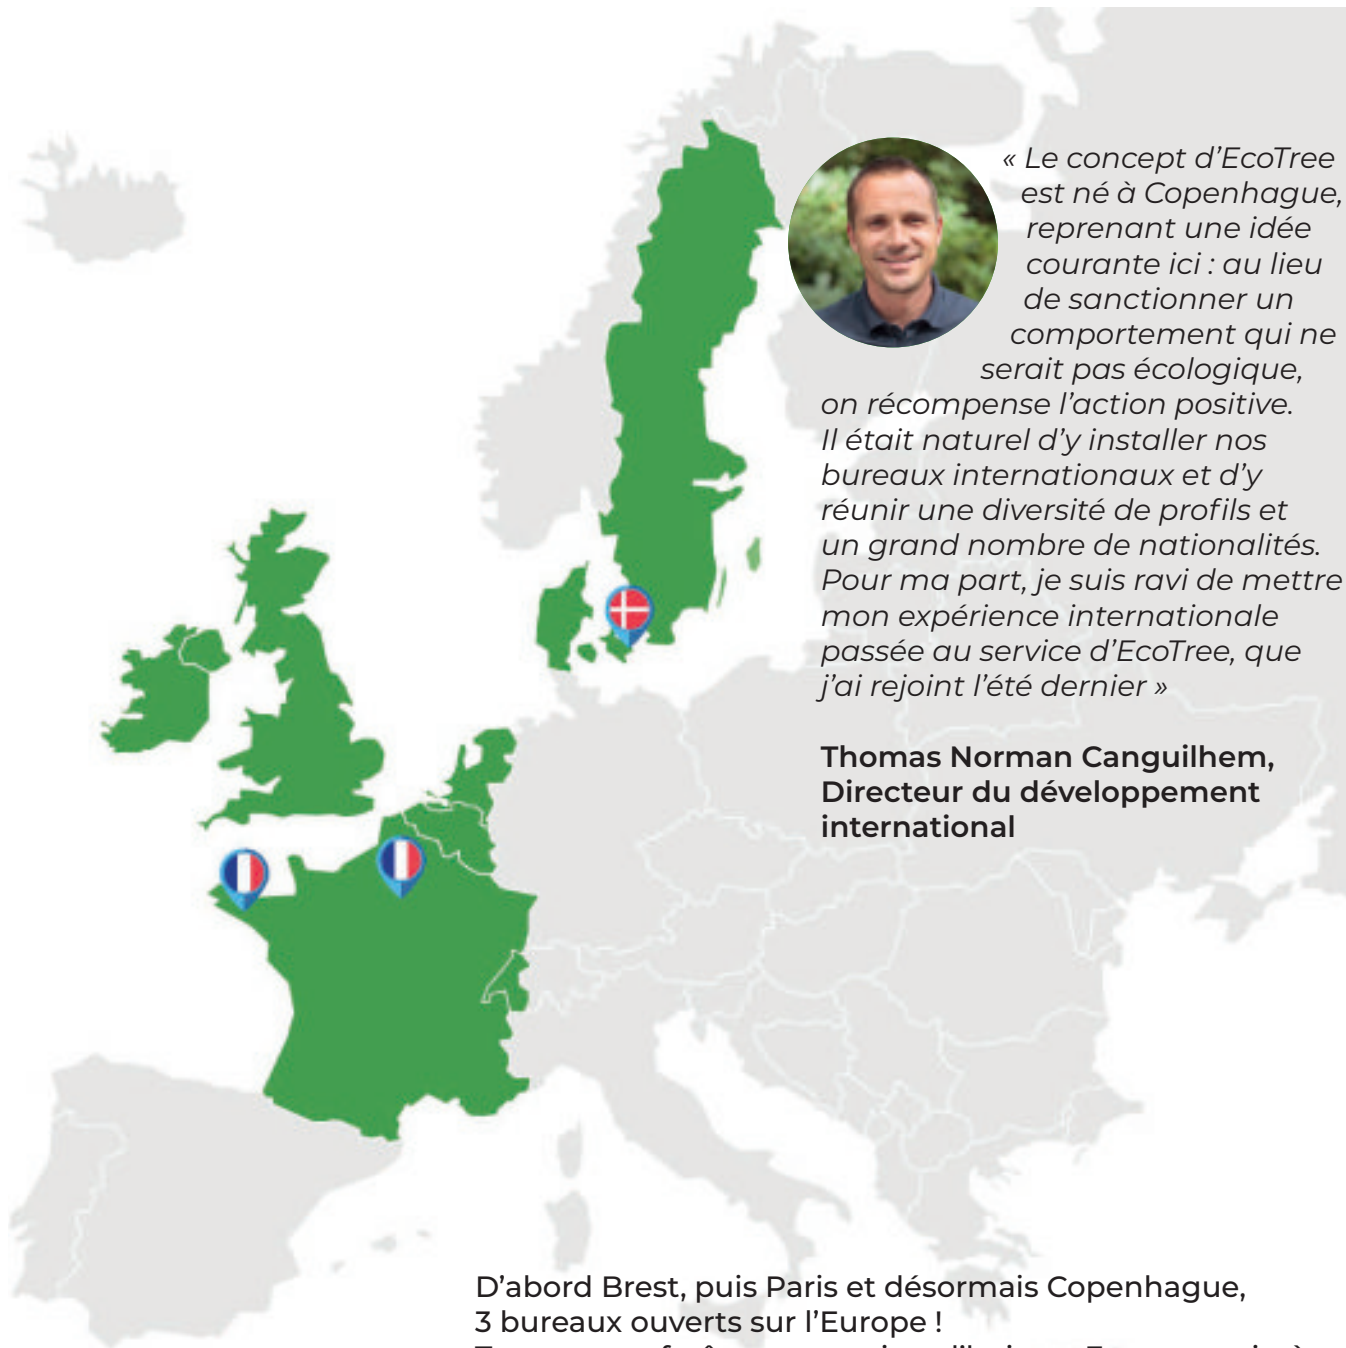 « Le concept d’EcoTree
est né à Copenhague,
reprenant une idée
courante ici : au lieu
de sanctionner un
comportement qui ne
serait pas écologique,
on récompense l’action positive.
Il était naturel d’y installer nos
bureaux internationaux et d’y
réunir une diversité de profils et
un grand nombre de nationalités.
Pour ma part, je suis ravi de mettre
mon expérience internationale
passée au service d’EcoTree, que
j’ai rejoint l’été dernier »
Thomas Norman Canguilhem,
Directeur du développement
international
D’abord Brest, puis Paris et désormais Copenhague,
3 bureaux ouverts sur l’Europe !